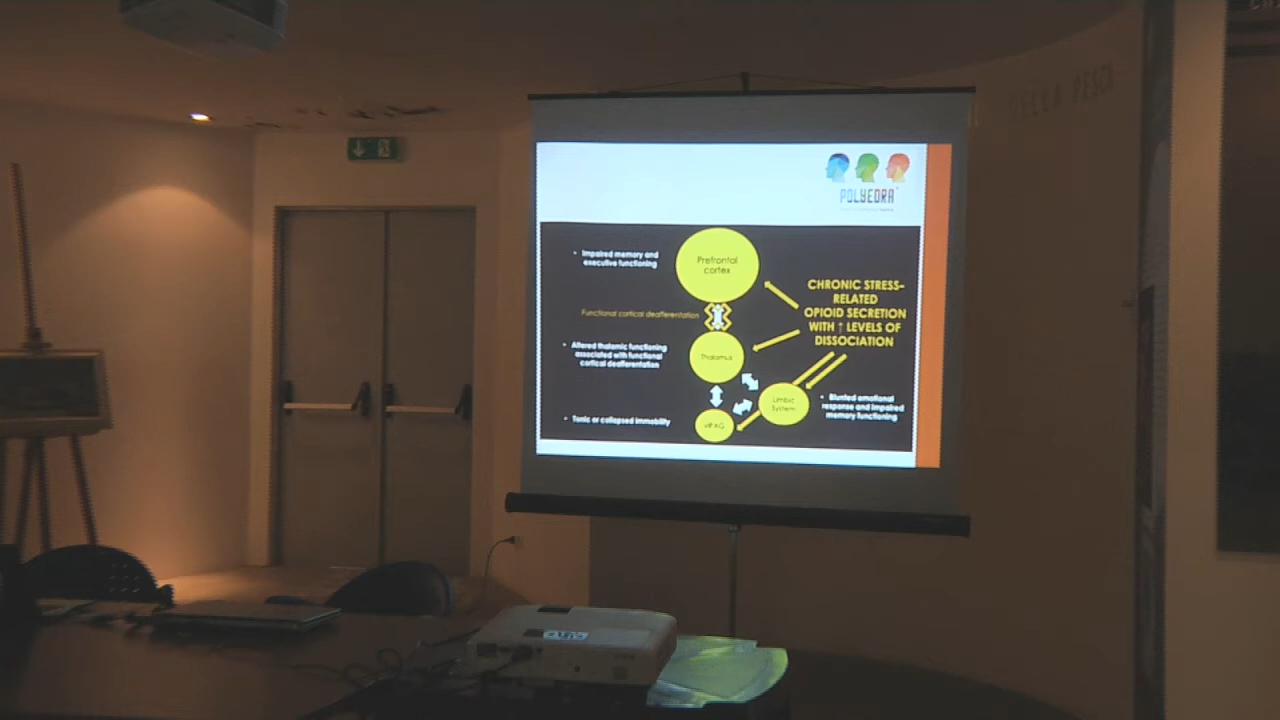 DELLA PESCA
POLYEDRA
• Impaired memory and
executive functioning
Prefrontal
cortex
CHRONIC STRESS-
RELATED
OPIOID SECRETION
WITH ↑ LEVELS OF
DISSOCIATION
Functional cortical deafferentation
• Altered thalamic functioning
associated with functional
cortical deafferentation
Thalamus
Limbic
System
• Blunted emotional
response and impaired
memory functioning
• Tonic or collapsed immobility
vlPAG